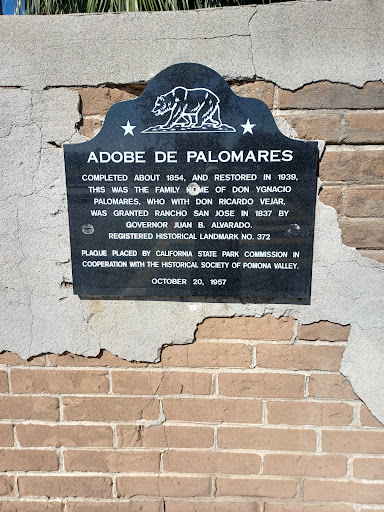 ADOBE DE PALOMARES
COMPLETED ABOUT 1854, AND RESTORED IN 1939,
THIS WAS THE FAMILY HOME OF DON YGNACIO
PALOMARES, WHO WITH DON RICARDO VEJAR,
WAS GRANTED RANCHO SAN JOSE IN 1837 BY
GOVERNOR JUAN B. ALVARADO.
REGISTERED HISTORICAL LANDMARK NO. 372
PLAQUE PLACED BY CALIFORNIA STATE PARK COMMISSION IN
COOPERATION WITH THE HISTORICAL SOCIETY OF POMONA VALLEY.
OCTOBER 20, 1957